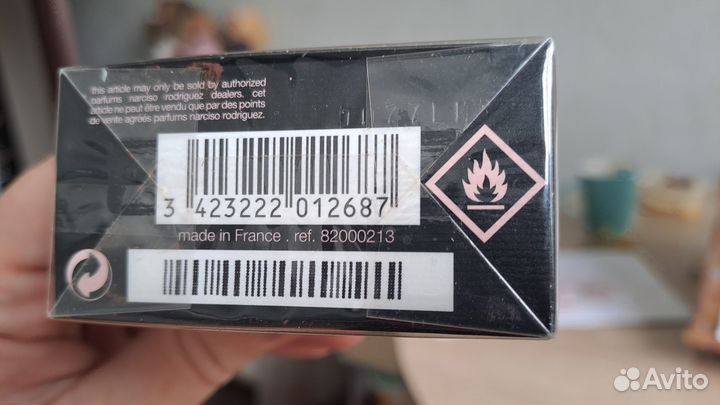 this article may only be sold by authorized
parfums narciso rodriguez dealers. cet
article ne peut être vendu que par des points
de vente agréés parfums narciso rodriguez.
3 423222 012687
made in France . ref. 82000213
Avito